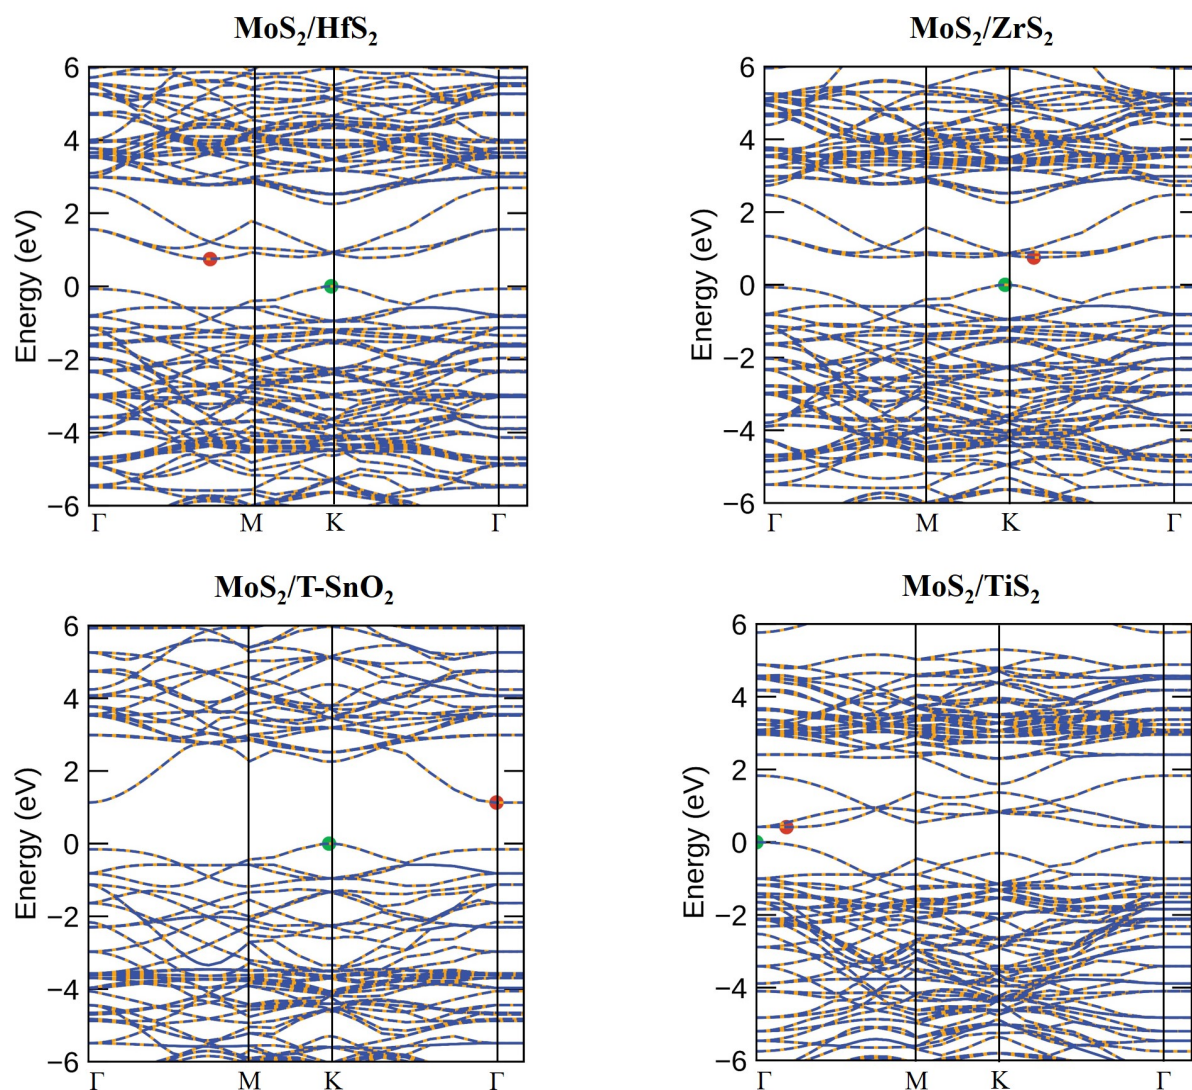 MoS₂/HfS₂
6
4
2
0
−2
−4
−6
Energy (eV)
Γ M K Γ
MoS₂/ZrS₂
6
4
2
0
−2
−4
−6
Energy (eV)
Γ M K Γ
MoS₂/T-SnO₂
6
4
2
0
−2
−4
−6
Energy (eV)
Γ M K Γ
MoS₂/TiS₂
6
4
2
0
−2
−4
−6
Energy (eV)
Γ M K Γ